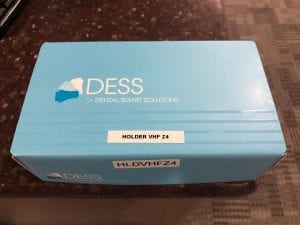 DESS
> DENTAL SMART SOLUTIONS
HOLDER VHF Z4
HLDVHFZ4
DESS